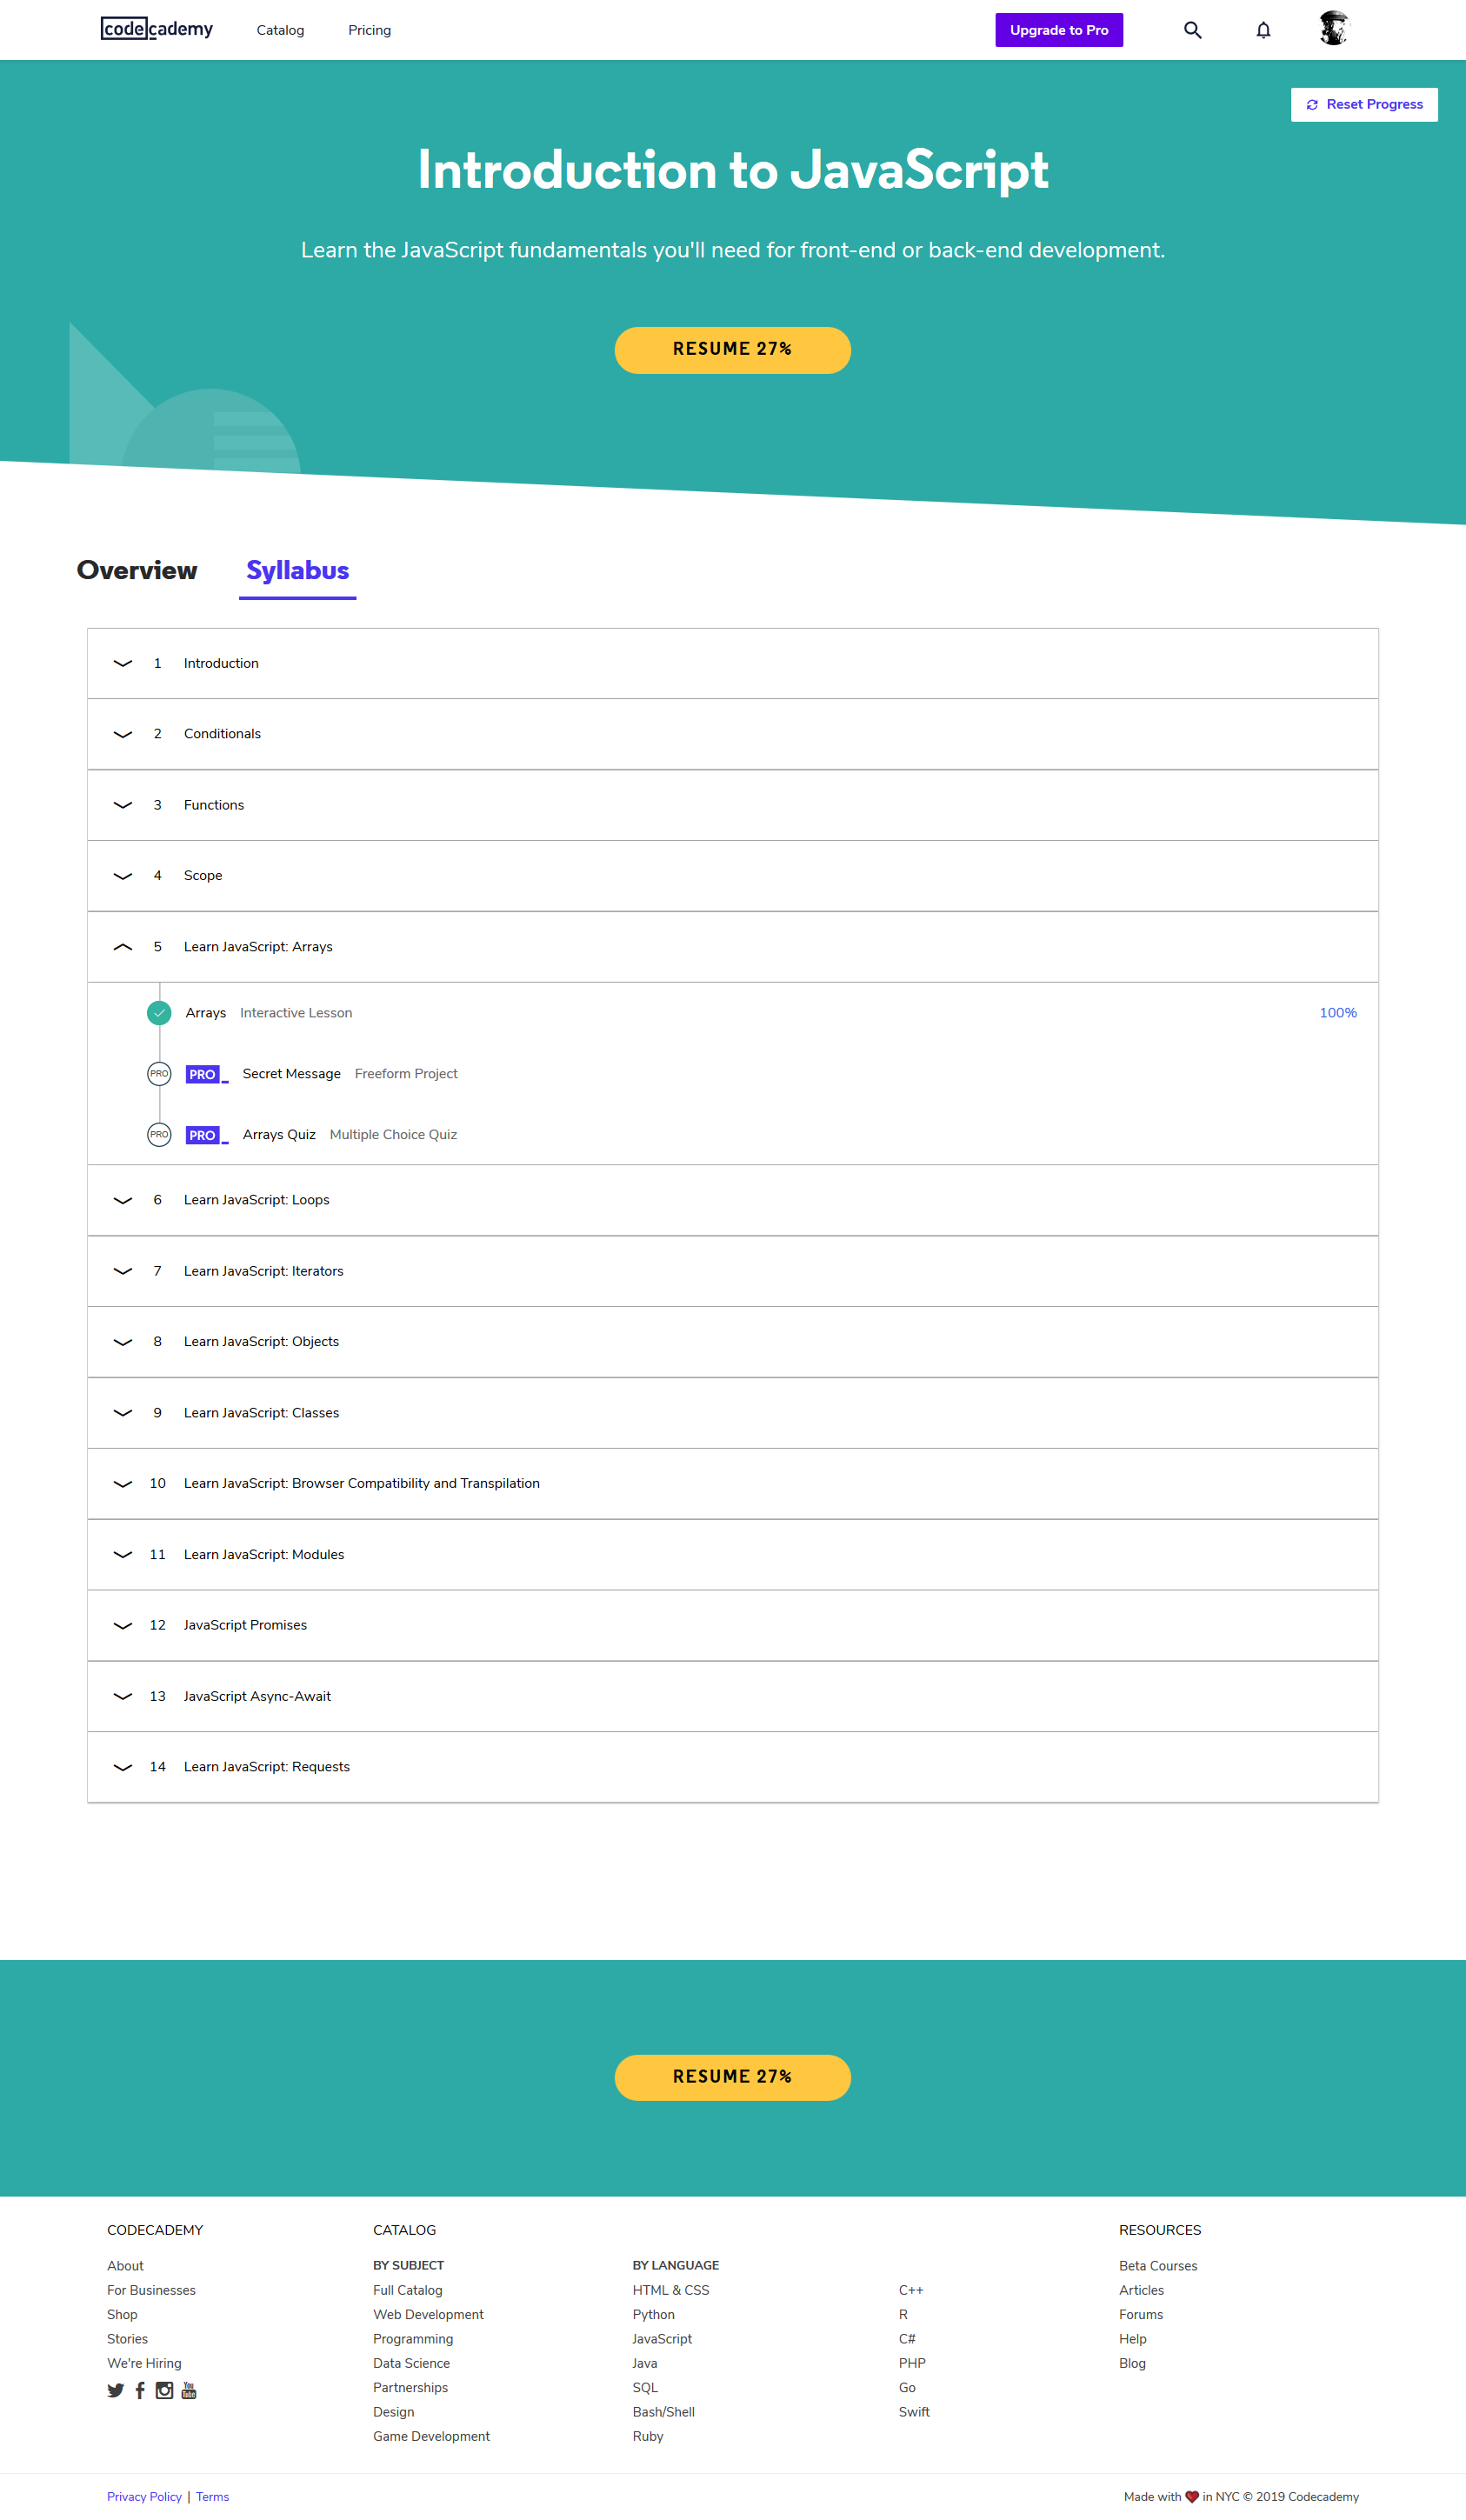 codecademy Catalog Pricing Upgrade to Pro
Reset Progress
Introduction to JavaScript
Learn the JavaScript fundamentals you'll need for front-end or back-end development.
RESUME 27%
Overview Syllabus
1 Introduction
2 Conditionals
3 Functions
4 Scope
5 Learn JavaScript: Arrays
Arrays Interactive Lesson 100%
PRO PRO_ Secret Message Freeform Project
PRO PRO_ Arrays Quiz Multiple Choice Quiz
6 Learn JavaScript: Loops
7 Learn JavaScript: Iterators
8 Learn JavaScript: Objects
9 Learn JavaScript: Classes
10 Learn JavaScript: Browser Compatibility and Transpilation
11 Learn JavaScript: Modules
12 JavaScript Promises
13 JavaScript Async-Await
14 Learn JavaScript: Requests
RESUME 27%
CODECADEMY
About
For Businesses
Shop
Stories
We're Hiring
You Tube
CATALOG
BY SUBJECT
Full Catalog
Web Development
Programming
Data Science
Partnerships
Design
Game Development
BY LANGUAGE
HTML & CSS
Python
JavaScript
Java
SQL
Bash/Shell
Ruby
C++
R
C#
PHP
Go
Swift
RESOURCES
Beta Courses
Articles
Forums
Help
Blog
Privacy Policy | Terms
Made with ❤ in NYC © 2019 Codecademy